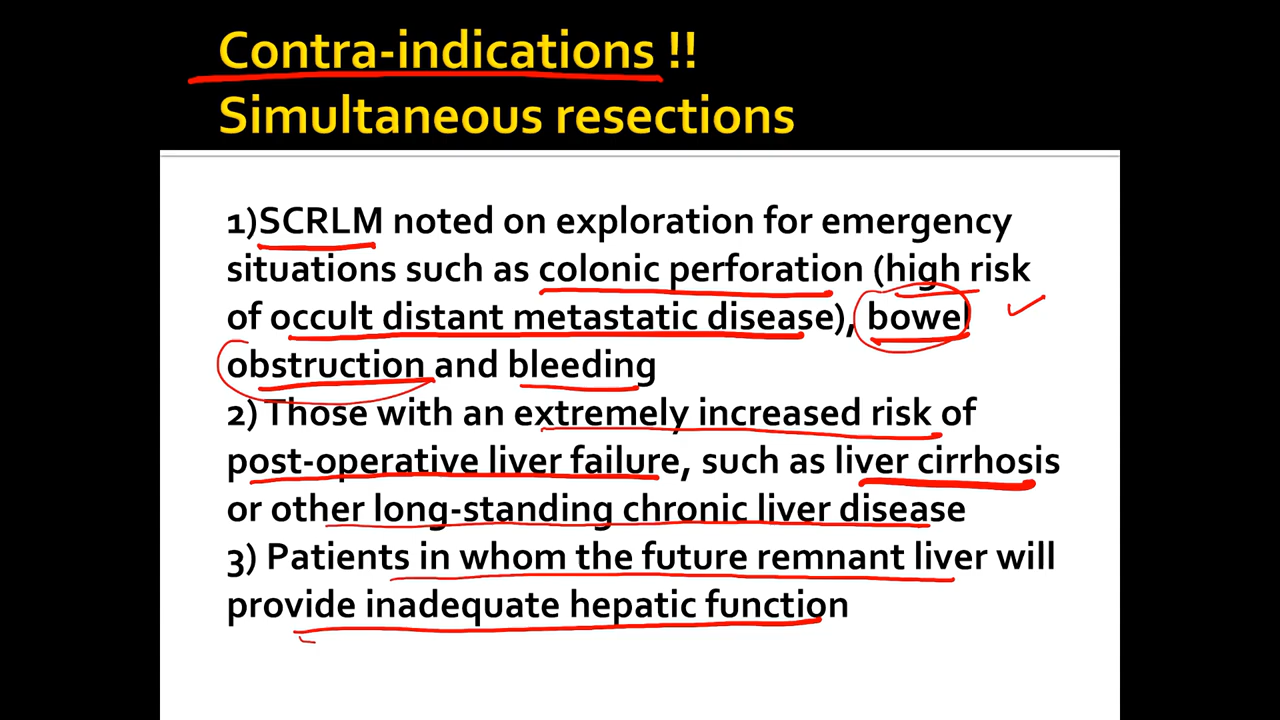 Contra-indications !!
Simultaneous resections
1)SCRLM noted on exploration for emergency
situations such as colonic perforation (high risk
of occult distant metastatic disease), bowel
obstruction and bleeding
2) Those with an extremely increased risk of
post-operative liver failure, such as liver cirrhosis
or other long-standing chronic liver disease
3) Patients in whom the future remnant liver will
provide inadequate hepatic function